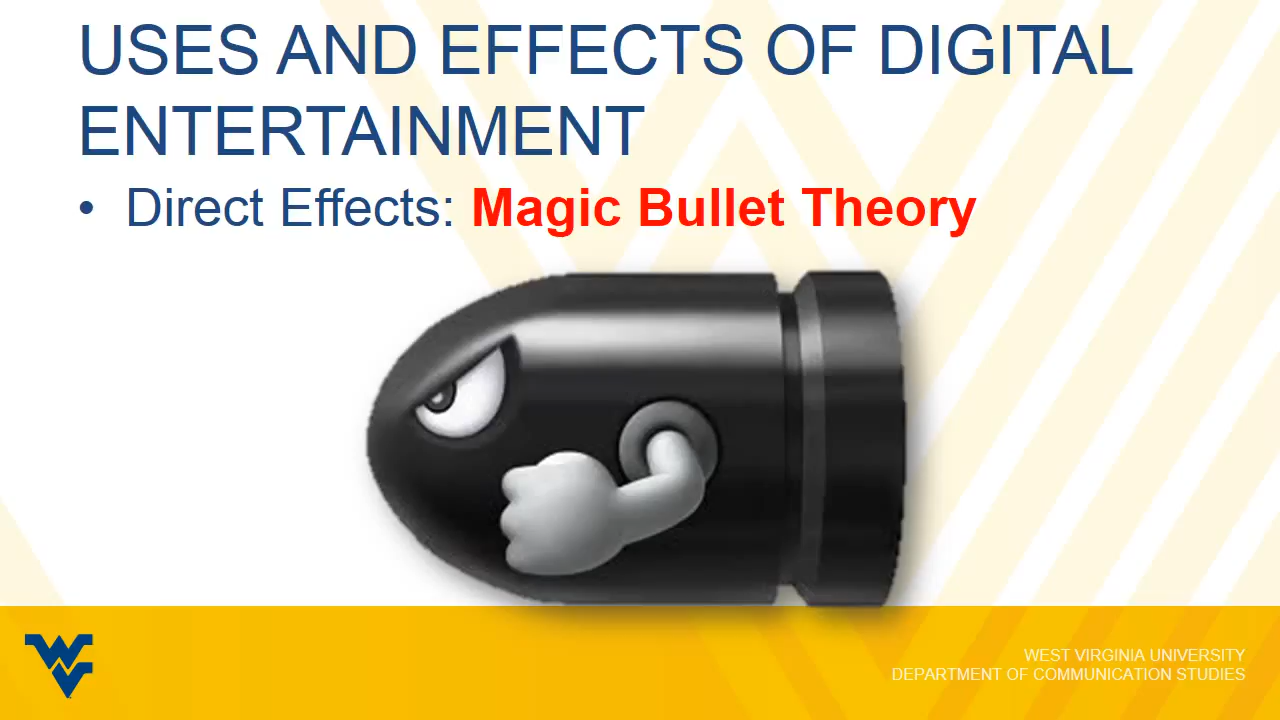 USES AND EFFECTS OF DIGITAL
ENTERTAINMENT
• Direct Effects: Magic Bullet Theory
WEST VIRGINIA UNIVERSITY
DEPARTMENT OF COMMUNICATION STUDIES